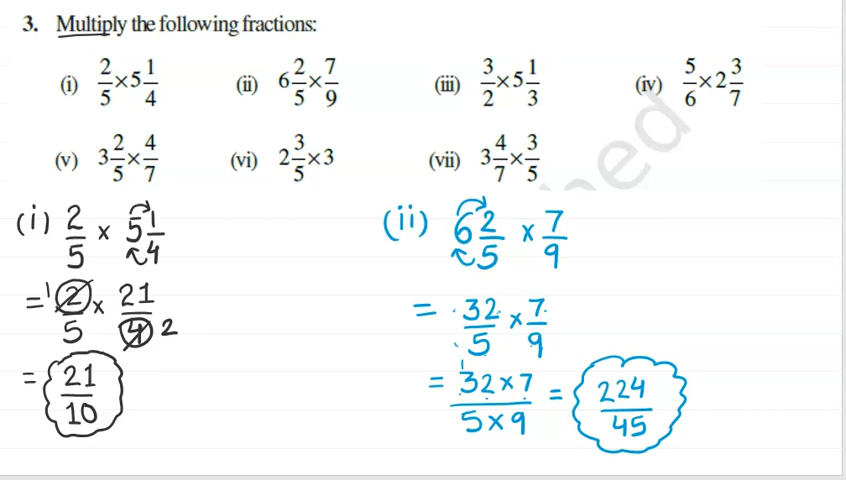 3. Multiply the following fractions:
(i) 2/5 × 5 1/4 (ii) 6 2/5 × 7/9 (iii) 3/2 × 5 1/3 (iv) 5/6 × 2 3/7
(v) 3 2/5 × 4/7 (vi) 2 3/5 × 3 (vii) 3 4/7 × 3/5
(i) 2/5 × 5 1/4
= 1 2/5 × 21/4 2
= 21/10
(ii) 6 2/5 × 7/9
= 32/5 × 7/9
1
= 32 × 7 / 5 × 9 = 224/45